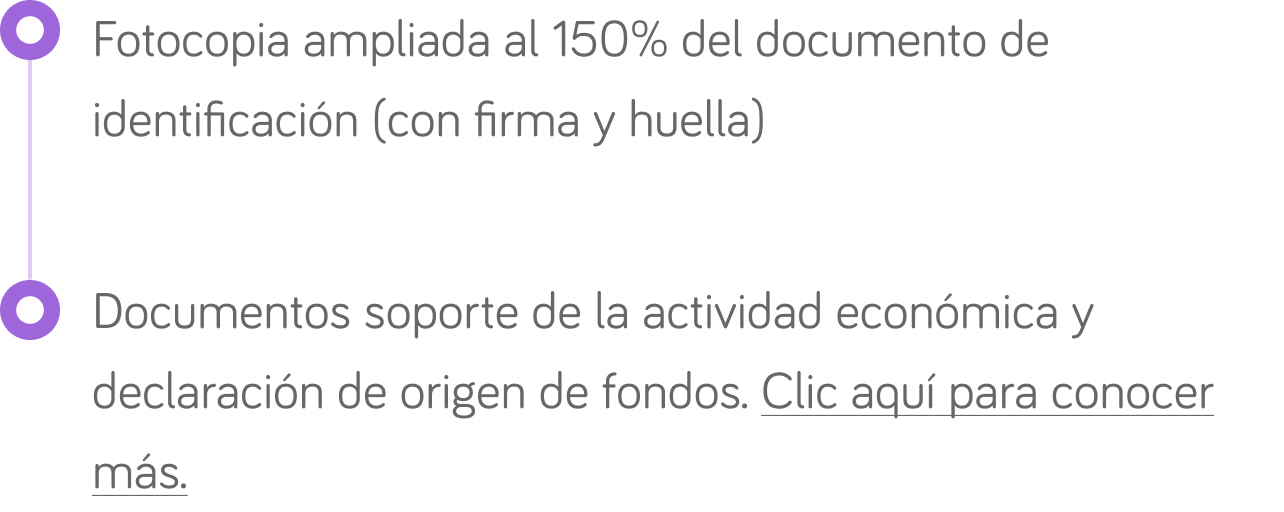 Fotocopia ampliada al 150% del documento de
identificación (con firma y huella)
Documentos soporte de la actividad económica y
declaración de origen de fondos. Clic aquí para conocer
más.